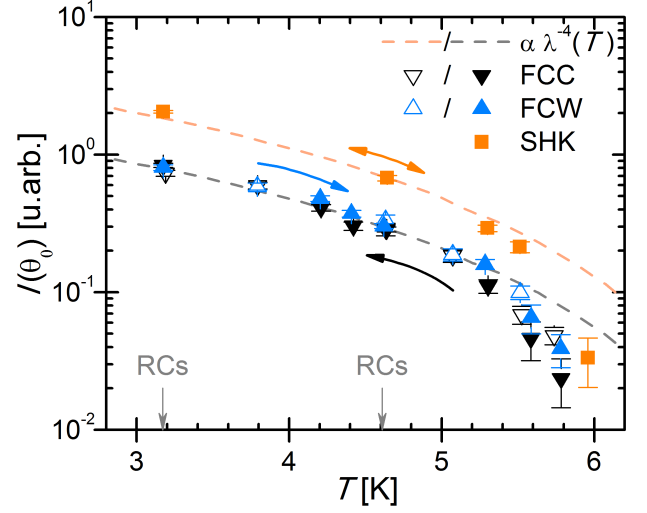 10¹
10⁰
10⁻¹
10⁻²
I(θ₀) [u.arb.]
/ α λ⁻⁴(T)
/ FCC
/ FCW
SHK
RCs RCs
3 4 5 6
T [K]